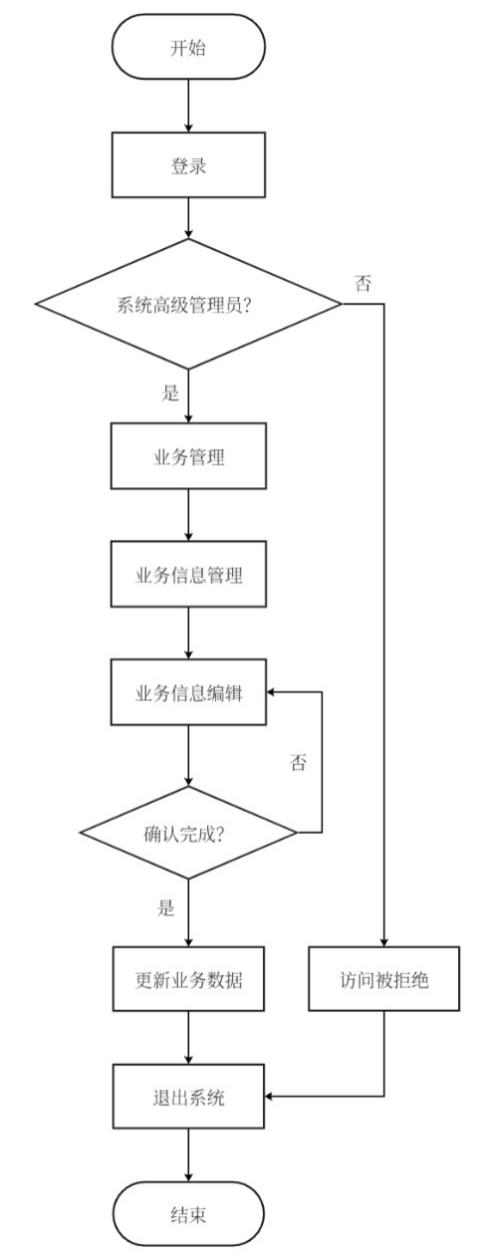 开始
登录
否
系统高级管理员?
是
业务管理
业务信息管理
业务信息编辑
否
确认完成?
是
更新业务数据
访问被拒绝
退出系统
结束